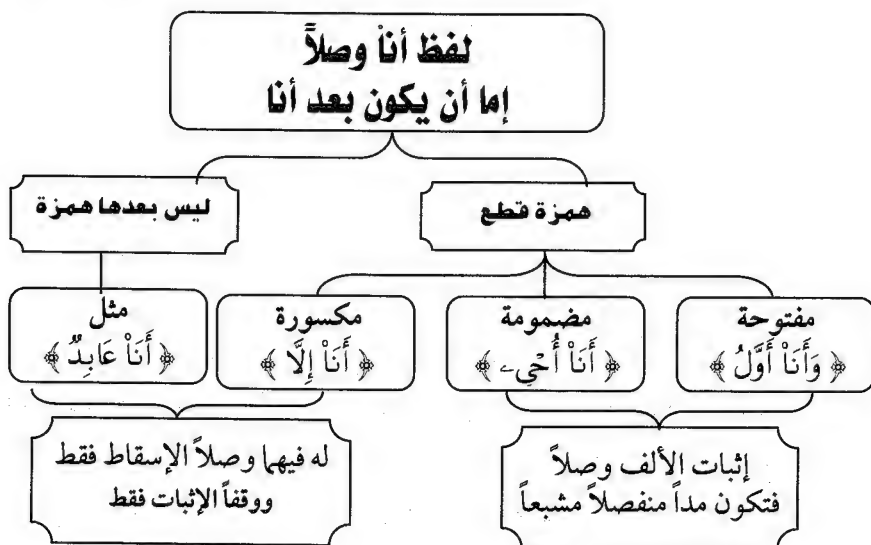 لفظ أناْ وصلاً
إما أن يكون بعد أنا
همزة قطع
ليس بعدها همزة
مفتوحة
﴿ وَأَنَا۠ أَوَّلُ ﴾
مضمومة
﴿ أَنَا۠ أُحْيِۦ ﴾
مكسورة
﴿ أَنَا۠ إِلَّا ﴾
مثل
﴿ أَنَا۠ عَابِدٌ ﴾
إثبات الألف وصلاً
فتكون مداً منفصلاً مشبعاً
له فيهما وصلاً الإسقاط فقط
ووقفاً الإثبات فقط